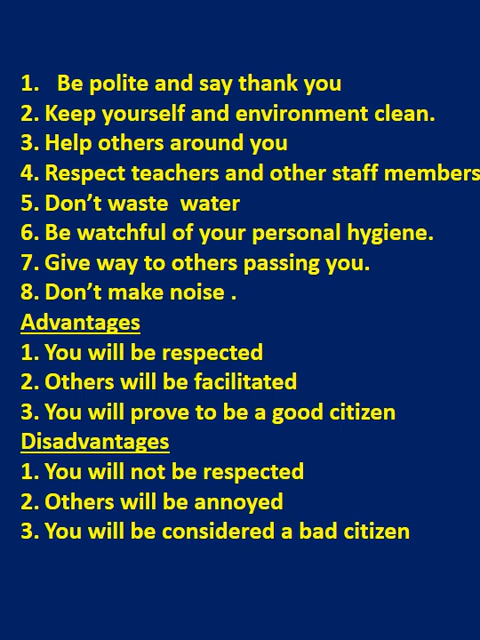 1. Be polite and say thank you
2. Keep yourself and environment clean.
3. Help others around you
4. Respect teachers and other staff members
5. Don’t waste  water
6. Be watchful of your personal hygiene.
7. Give way to others passing you.
8. Don’t make noise .
Advantages
1. You will be respected
2. Others will be facilitated
3. You will prove to be a good citizen
Disadvantages
1. You will not be respected
2. Others will be annoyed
3. You will be considered a bad citizen